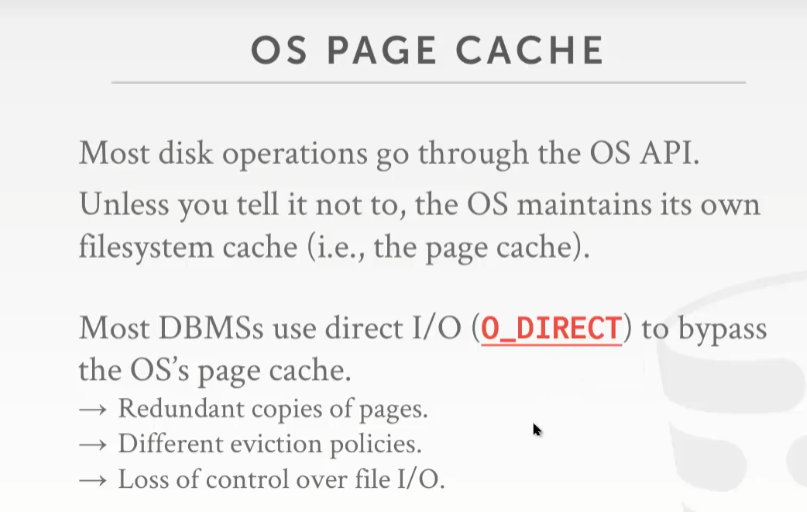 OS PAGE CACHE
Most disk operations go through the OS API.
Unless you tell it not to, the OS maintains its own
filesystem cache (i.e., the page cache).
Most DBMSs use direct I/O (O_DIRECT) to bypass
the OS’s page cache.
→ Redundant copies of pages.
→ Different eviction policies.
→ Loss of control over file I/O.